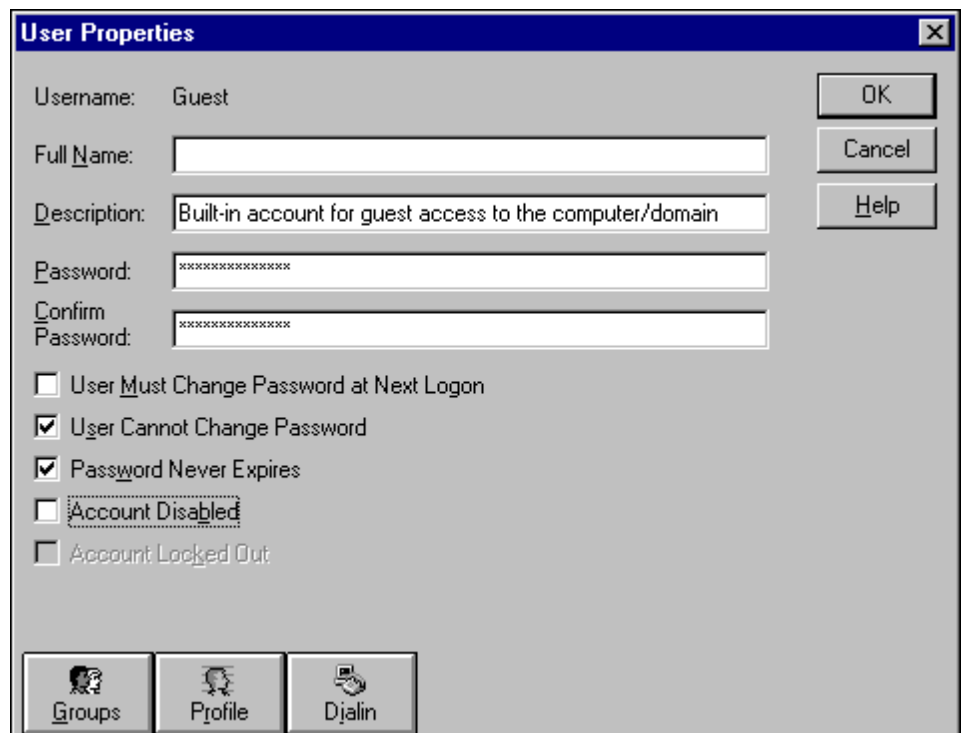 User Properties
Username: Guest
OK
Full Name:
Cancel
Description: Built-in account for guest access to the computer/domain
Help
Password: **************
Confirm
Password: **************
User Must Change Password at Next Logon
User Cannot Change Password
Password Never Expires
Account Disabled
Account Locked Out
Groups Profile Dialin